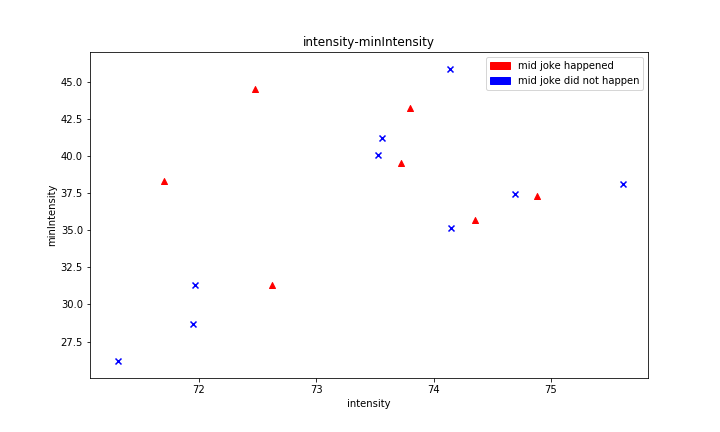 intensity-minIntensity
mid joke happened
mid joke did not happen
45.0
42.5
40.0
37.5
35.0
32.5
30.0
27.5
minIntensity
72 73 74 75
intensity